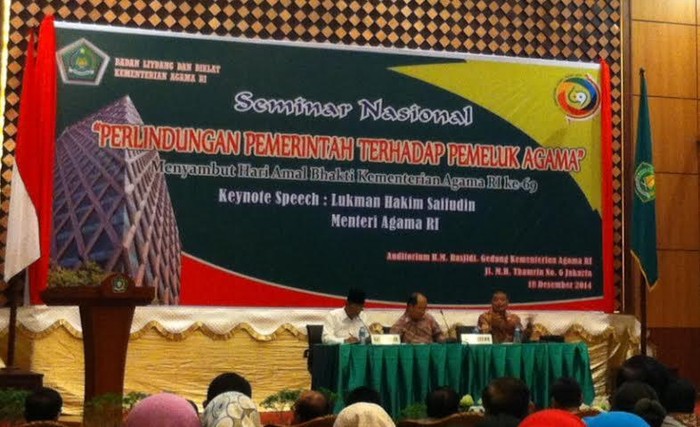 BADAN LITBANG DAN DIKLAT
KEMENTERIAN AGAMA RI
69
Seminar Nasional
"PERLINDUNGAN PEMERINTAH TERHADAP PEMELUK AGAMA"
Menyambut Hari Amal Bhakti Kementerian Agama RI ke-69
Keynote Speech : Lukman Hakim Saifudin
Menteri Agama RI
Auditorium H.M. Rasjidi. Gedung Kementerian Agama RI
Jl. M.H. Thamrin No. 6 Jakarta
18 Desember 2014